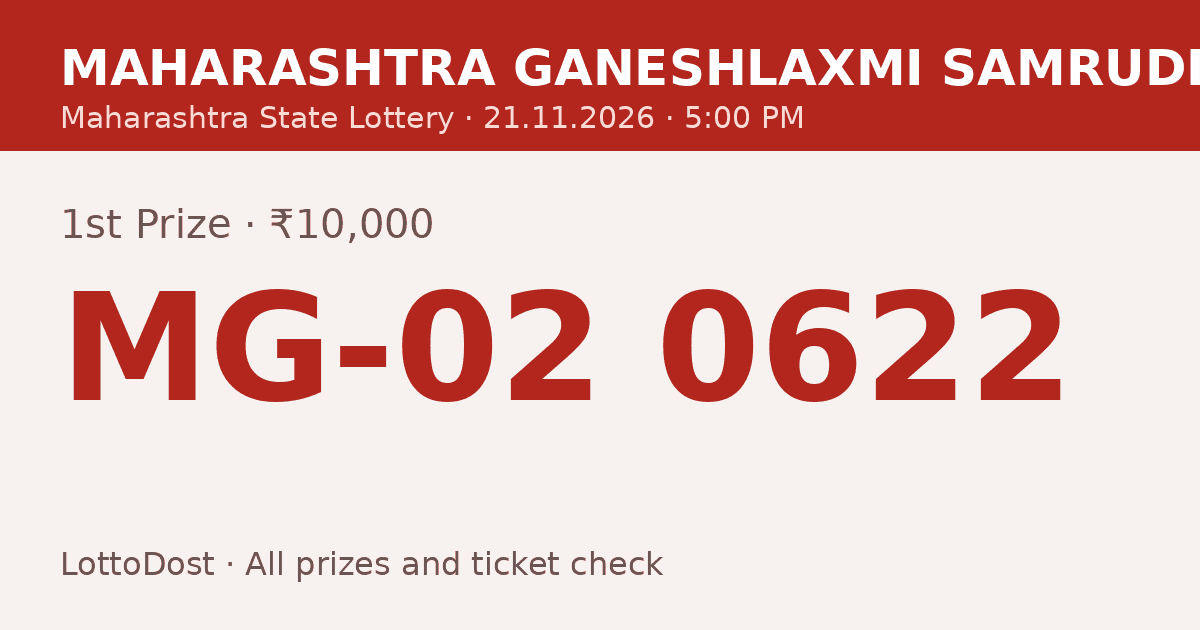 MAHARASHTRA GANESHLAXMI
Maharashtra State Lottery · 21.11.2026 · 5:00 PM
1st Prize · ₹10,000
MG-02 0622
LottoDost · All prizes and ticket check